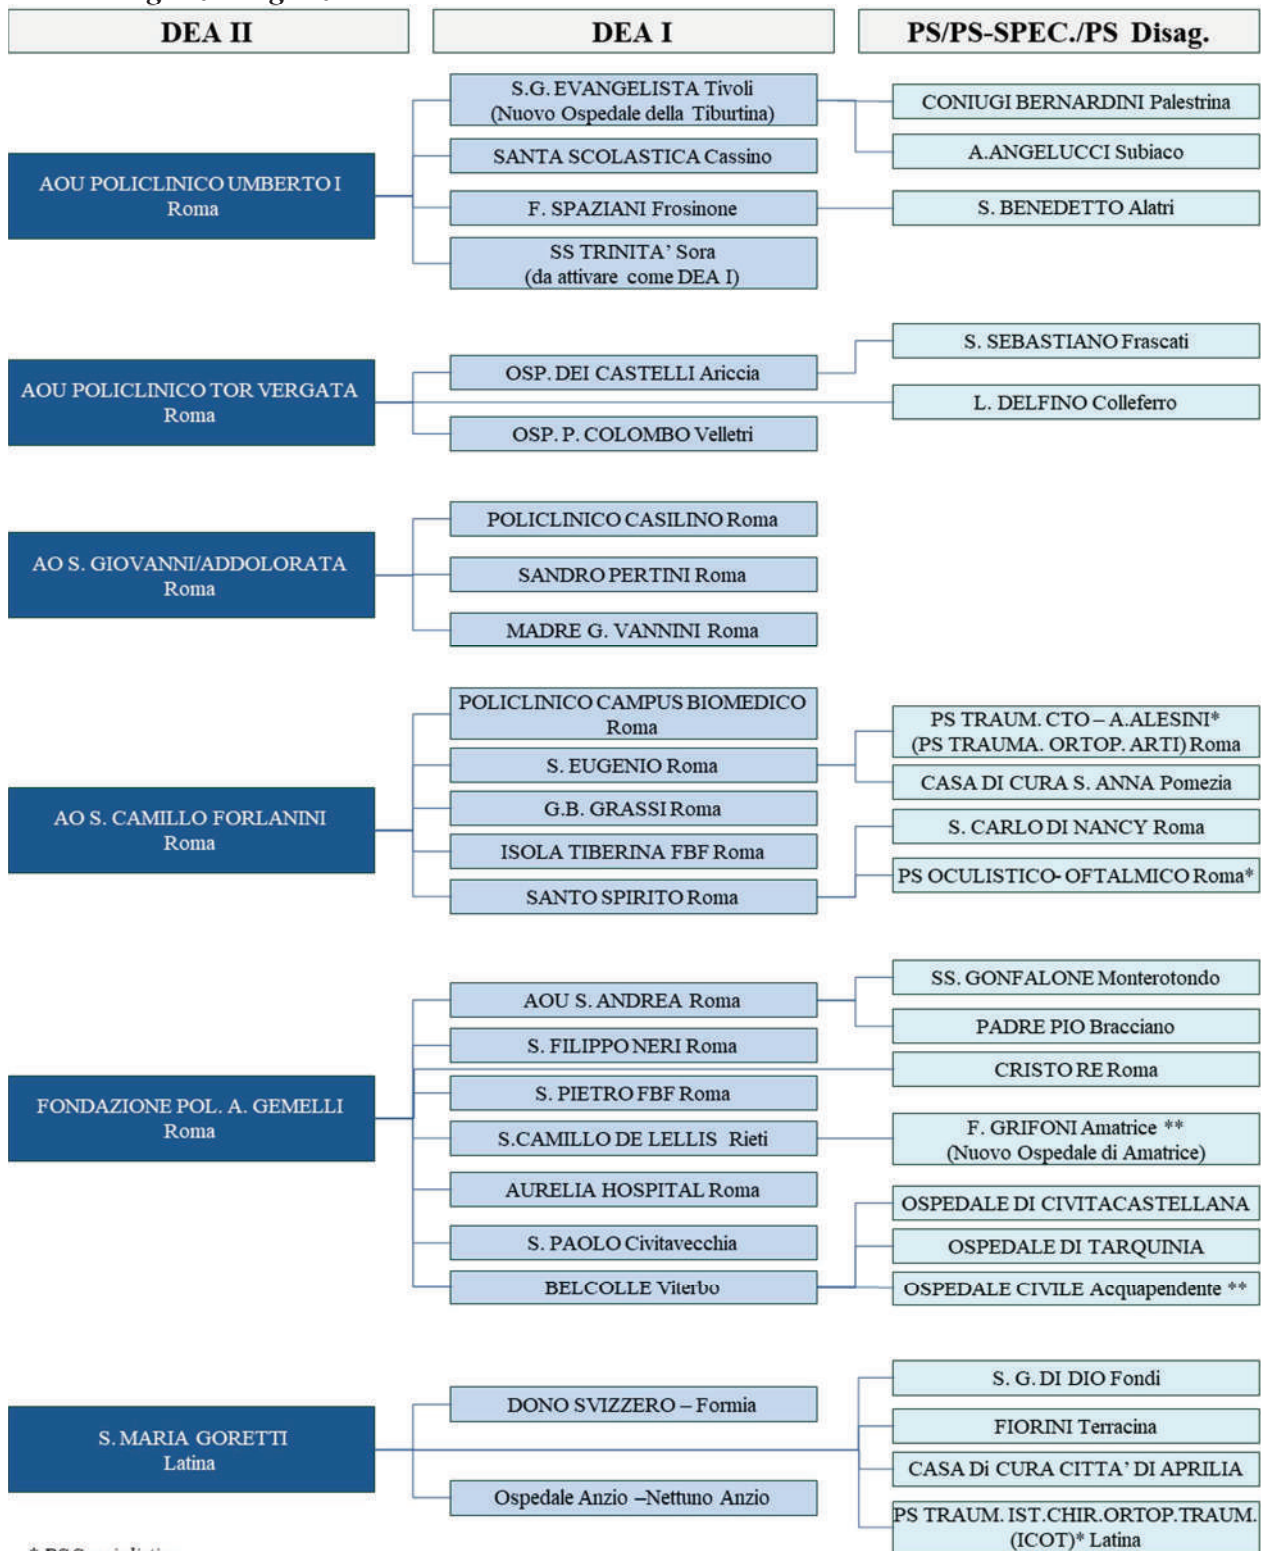 DEA II
DEA I
PS/PS-SPEC./PS Disag.
AOU POLICLINICO UMBERTO I
Roma
S.G. EVANGELISTA Tivoli
(Nuovo Ospedale della Tiburtina)
SANTA SCOLASTICA Cassino
F. SPAZIANI Frosinone
SS TRINITA’ Sora
(da attivare come DEA I)
CONIUGI BERNARDINI Palestrina
A.ANGELUCCI Subiaco
S. BENEDETTO Alatri
AOU POLICLINICO TOR VERGATA
Roma
OSP. DEI CASTELLI Ariccia
OSP. P. COLOMBO Velletri
S. SEBASTIANO Frascati
L. DELFINO Colleferro
AO S. GIOVANNI/ADDOLORATA
Roma
POLICLINICO CASILINO Roma
SANDRO PERTINI Roma
MADRE G. VANNINI Roma
AO S. CAMILLO FORLANINI
Roma
POLICLINICO CAMPUS BIOMEDICO
Roma
S. EUGENIO Roma
G.B. GRASSI Roma
ISOLA TIBERINA FBF Roma
SANTO SPIRITO Roma
PS TRAUM. CTO – A.ALESINI*
(PS TRAUMA. ORTOP. ARTI) Roma
CASA DI CURA S. ANNA Pomezia
S. CARLO DI NANCY Roma
PS OCULISTICO- OFTALMICO Roma*
FONDAZIONE POL. A. GEMELLI
Roma
AOU S. ANDREA Roma
S. FILIPPO NERI Roma
S. PIETRO FBF Roma
S.CAMILLO DE LELLIS Rieti
AURELIA HOSPITAL Roma
S. PAOLO Civitavecchia
BELCOLLE Viterbo
SS. GONFALONE Monterotondo
PADRE PIO Bracciano
CRISTO RE Roma
F. GRIFONI Amatrice **
(Nuovo Ospedale di Amatrice)
OSPEDALE DI CIVITACASTELLANA
OSPEDALE DI TARQUINIA
OSPEDALE CIVILE Acquapendente **
S. MARIA GORETTI
Latina
DONO SVIZZERO – Formia
Ospedale Anzio –Nettuno Anzio
S. G. DI DIO Fondi
FIORINI Terracina
CASA Di CURA CITTA’ DI APRILIA
PS TRAUM. IST.CHIR.ORTOP.TRAUM.
(ICOT)* Latina